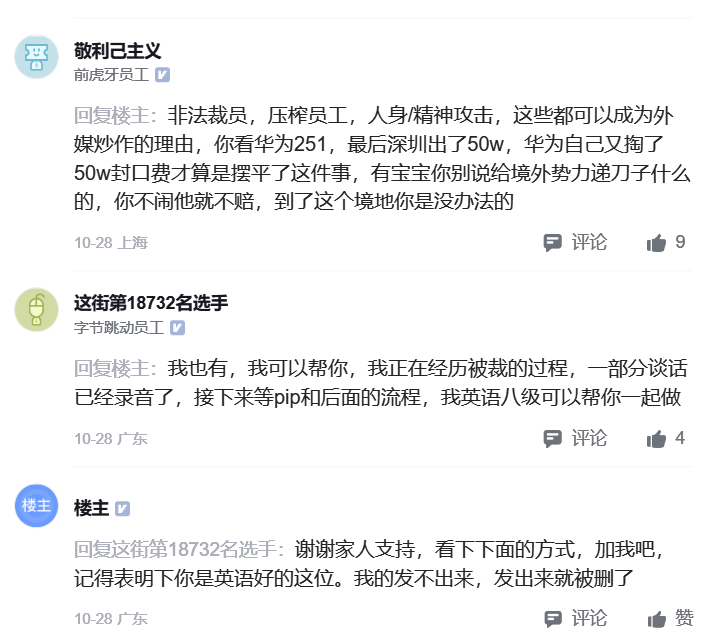 敬利己主义
前虎牙员工
回复楼主：非法裁员，压榨员工，人身/精神攻击，这些都可以成为外
媒炒作的理由，你看华为251，最后深圳出了50w，华为自己又掏了
50w封口费才算是摆平了这件事，有宝宝你别说给境外势力递刀子什么
的，你不闹他就不赔，到了这个境地你是没办法的
10-28 上海
评论
9
这街第18732名选手
字节跳动员工
回复楼主：我也有，我可以帮你，我正在经历被裁的过程，一部分谈话
已经录音了，接下来等pip和后面的流程，我英语八级可以帮你一起做
10-28 广东
评论
4
楼主
楼主
回复这街第18732名选手：谢谢家人支持，看下下面的方式，加我吧，
记得表明下你是英语好的这位。我的发不出来，发出来就被删了
10-28 广东
评论
赞